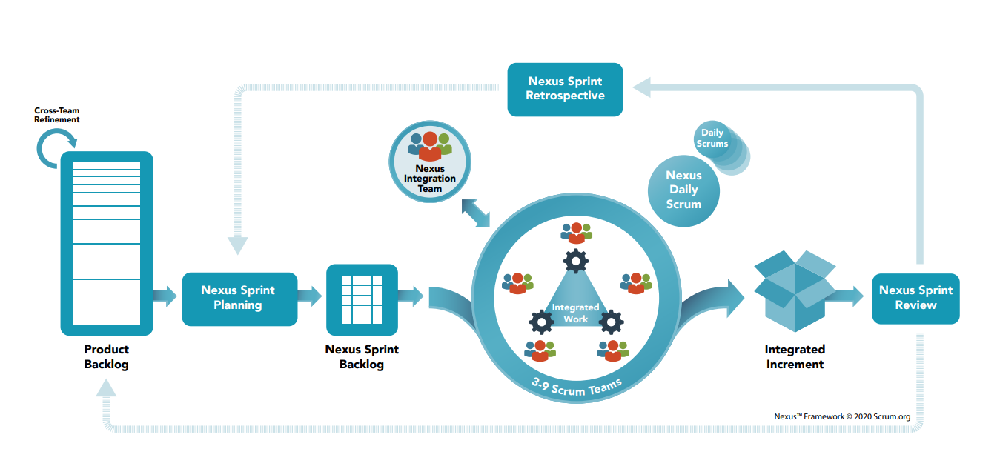 Nexus Sprint
Retrospective
Cross-Team
Refinement
Daily
Scrums
Nexus
Integration
Team
Nexus
Daily
Scrum
Nexus Sprint
Planning
Integrated
Work
Nexus Sprint
Review
Product
Backlog
Nexus Sprint
Backlog
Integrated
Increment
3-9 Scrum Teams
Nexus™ Framework © 2020 Scrum.org